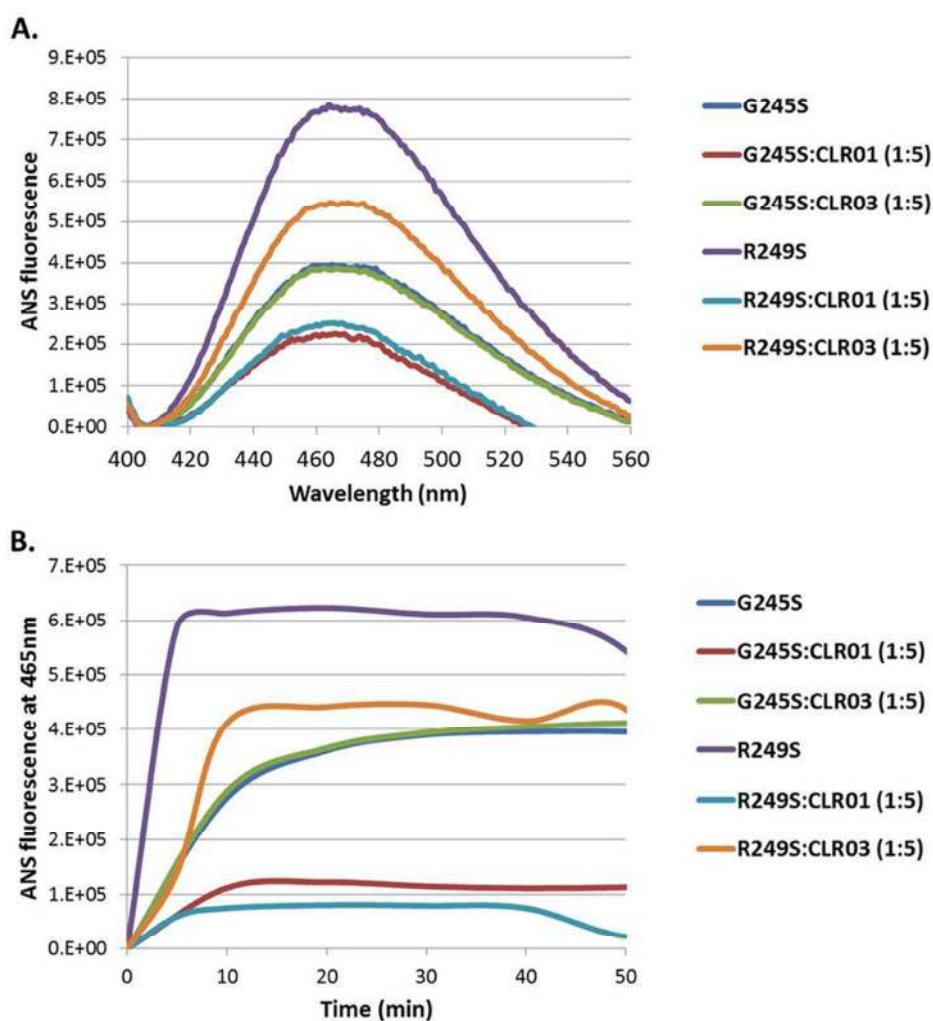 A.
ANS fluorescence
9.E+05
8.E+05
7.E+05
6.E+05
5.E+05
4.E+05
3.E+05
2.E+05
1.E+05
0.E+00
400 420 440 460 480 500 520 540 560
Wavelength (nm)
G245S
G245S:CLR01 (1:5)
G245S:CLR03 (1:5)
R249S
R249S:CLR01 (1:5)
R249S:CLR03 (1:5)
B.
ANS fluorescence at 465nm
7.E+05
6.E+05
5.E+05
4.E+05
3.E+05
2.E+05
1.E+05
0.E+00
0 10 20 30 40 50
Time (min)
G245S
G245S:CLR01 (1:5)
G245S:CLR03 (1:5)
R249S
R249S:CLR01 (1:5)
R249S:CLR03 (1:5)